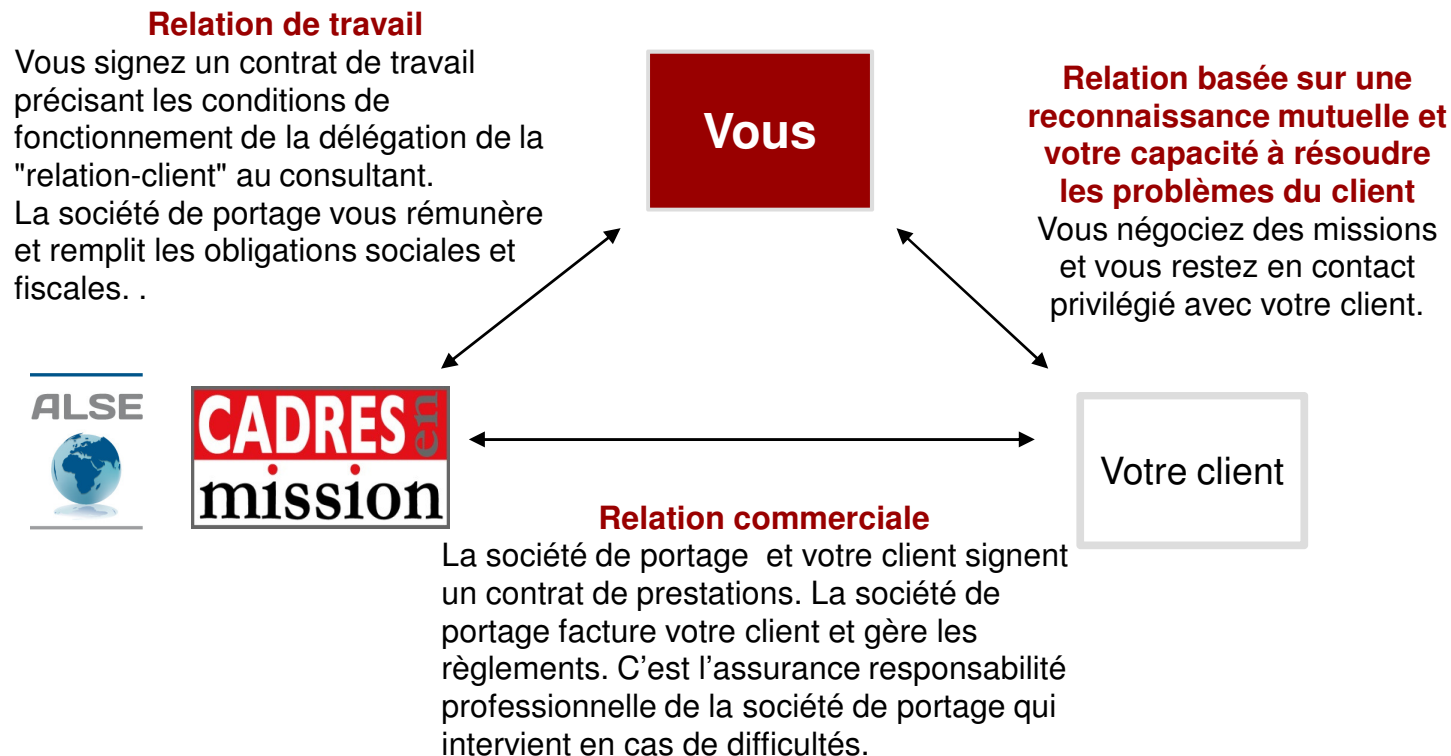 Relation de travail
Vous signez un contrat de travail
précisant les conditions de
fonctionnement de la délégation de la
"relation-client" au consultant.
La société de portage vous rémunère
et remplit les obligations sociales et
fiscales. .
Vous
Relation basée sur une
reconnaissance mutuelle et
votre capacité à résoudre
les problèmes du client
Vous négociez des missions
et vous restez en contact
privilégié avec votre client.
ALSE
CADRES en
mission
Votre client
Relation commerciale
La société de portage  et votre client signent
un contrat de prestations. La société de
portage facture votre client et gère les
règlements. C’est l’assurance responsabilité
professionnelle de la société de portage qui
intervient en cas de difficultés.